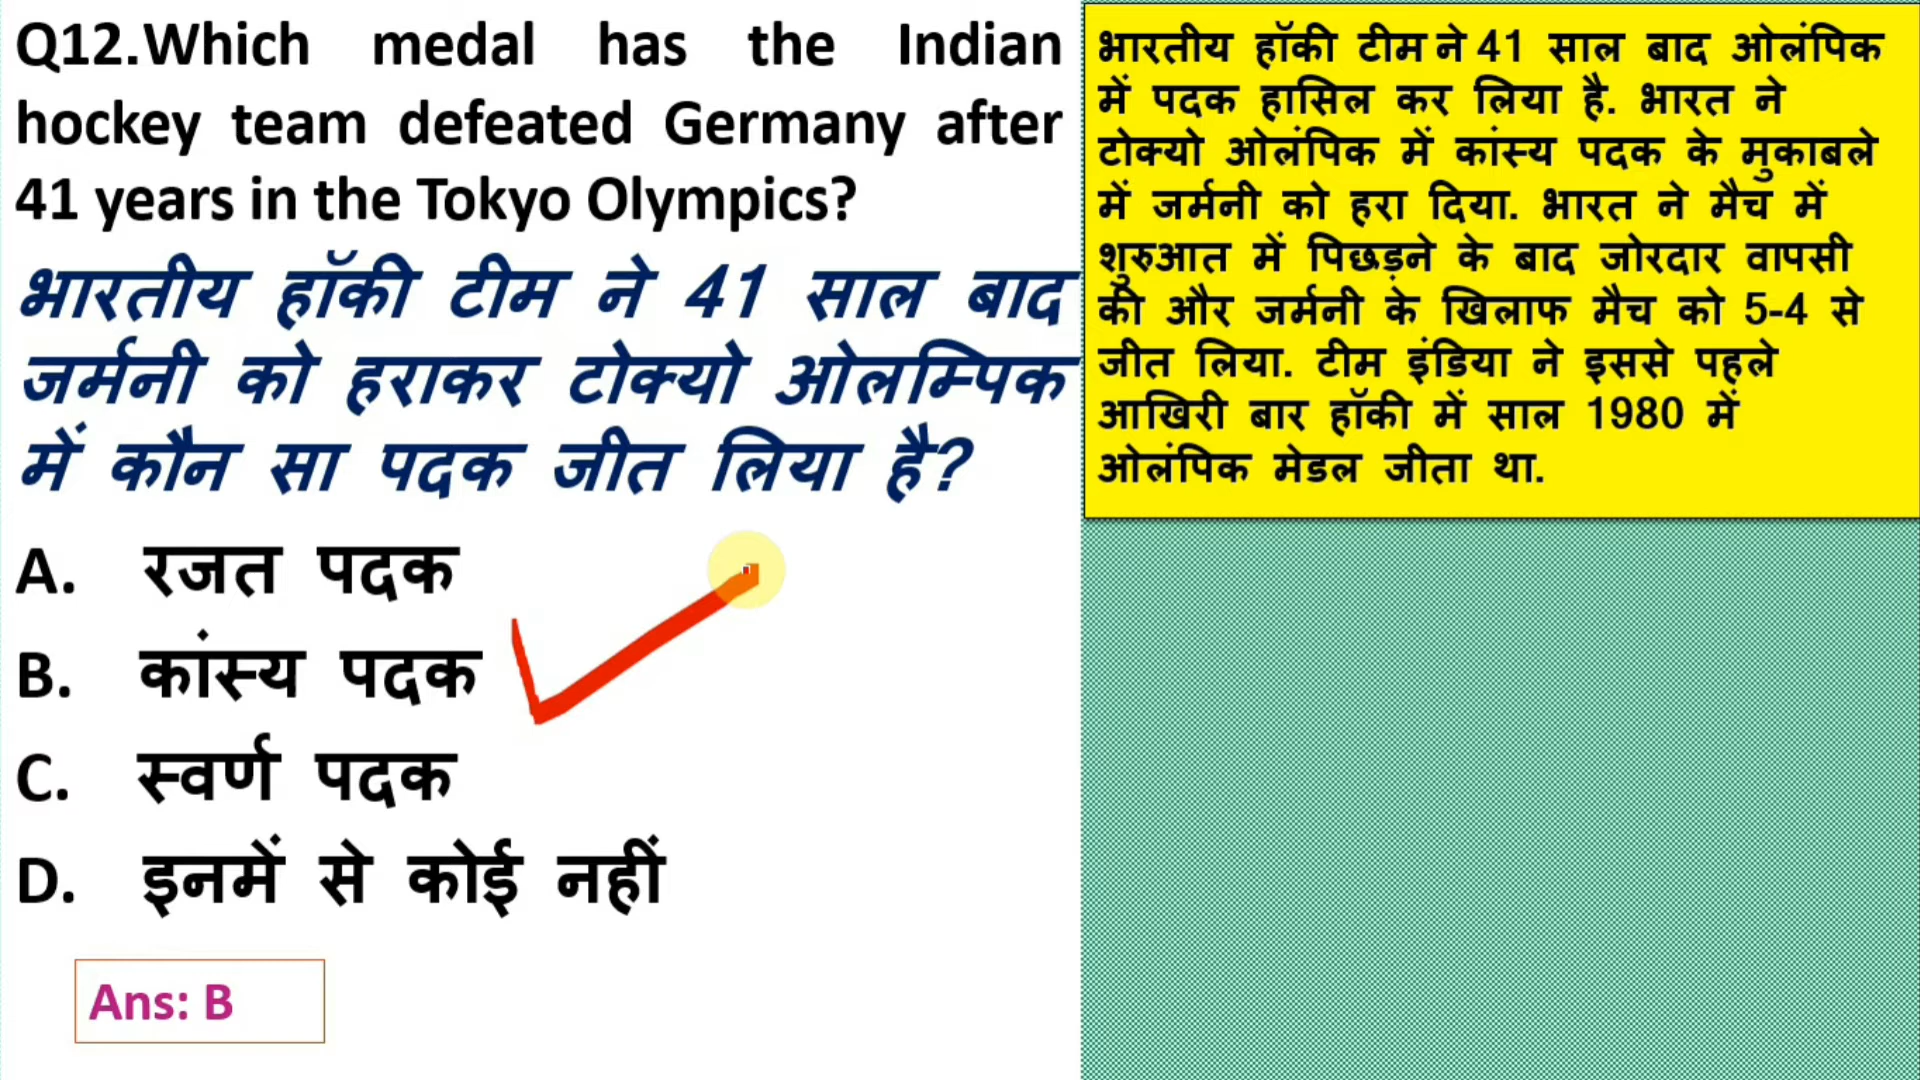 Q12.Which medal has the Indian
hockey team defeated Germany after
41 years in the Tokyo Olympics?
भारतीय हॉकी टीम ने 41 साल बाद
जर्मनी को हराकर टोक्यो ओलम्पिक
में कौन सा पदक जीत लिया है?
A. रजत पदक
B. कांस्य पदक
C. स्वर्ण पदक
D. इनमें से कोई नहीं
Ans: B
भारतीय हॉकी टीम ने 41 साल बाद ओलंपिक
में पदक हासिल कर लिया है. भारत ने
टोक्यो ओलंपिक में कांस्य पदक के मुकाबले
में जर्मनी को हरा दिया. भारत ने मैच में
शुरुआत में पिछड़ने के बाद जोरदार वापसी
की और जर्मनी के खिलाफ मैच को 5-4 से
जीत लिया. टीम इंडिया ने इससे पहले
आखिरी बार हॉकी में साल 1980 में
ओलंपिक मेडल जीता था.